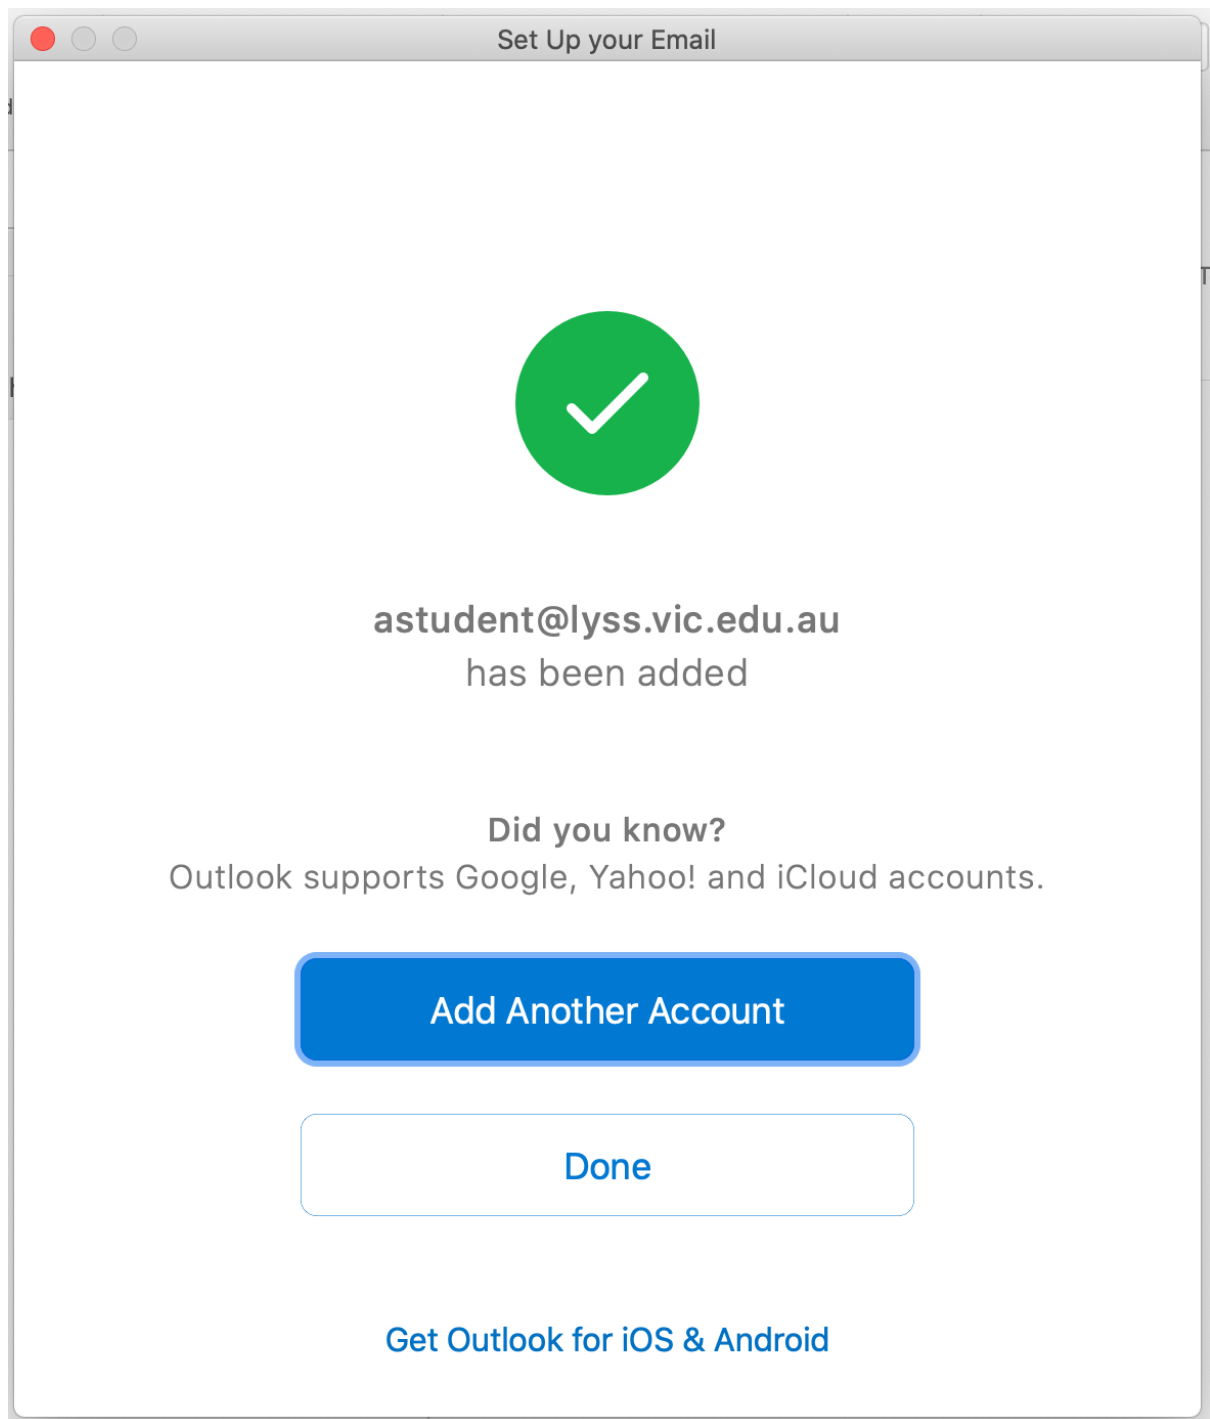 Set Up your Email
astudent@lyss.vic.edu.au
has been added
Did you know?
Outlook supports Google, Yahoo! and iCloud accounts.
Add Another Account
Done
Get Outlook for iOS & Android